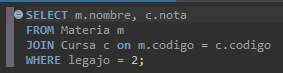 SELECT m.nombre, c.nota
FROM Materia m
JOIN Cursa c on m.codigo = c.codigo
WHERE legajo = 2;